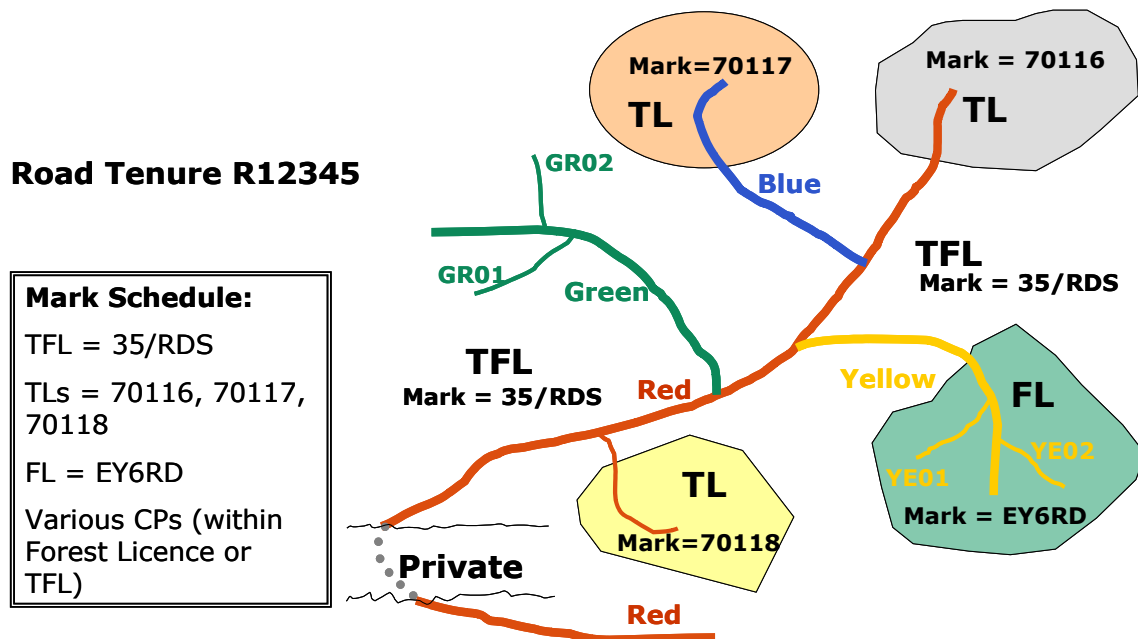 Mark=70117
TL
Mark = 70116
TL
Road Tenure R12345
GR02
Blue
GR01
Green
TFL
Mark = 35/RDS
Mark Schedule:
TFL = 35/RDS
TLs = 70116, 70117,
70118
FL = EY6RD
Various CPs (within
Forest Licence or
TFL)
TFL
Mark = 35/RDS
Red
Yellow
FL
YE01
YE02
Mark = EY6RD
TL
Mark=70118
Private
Red